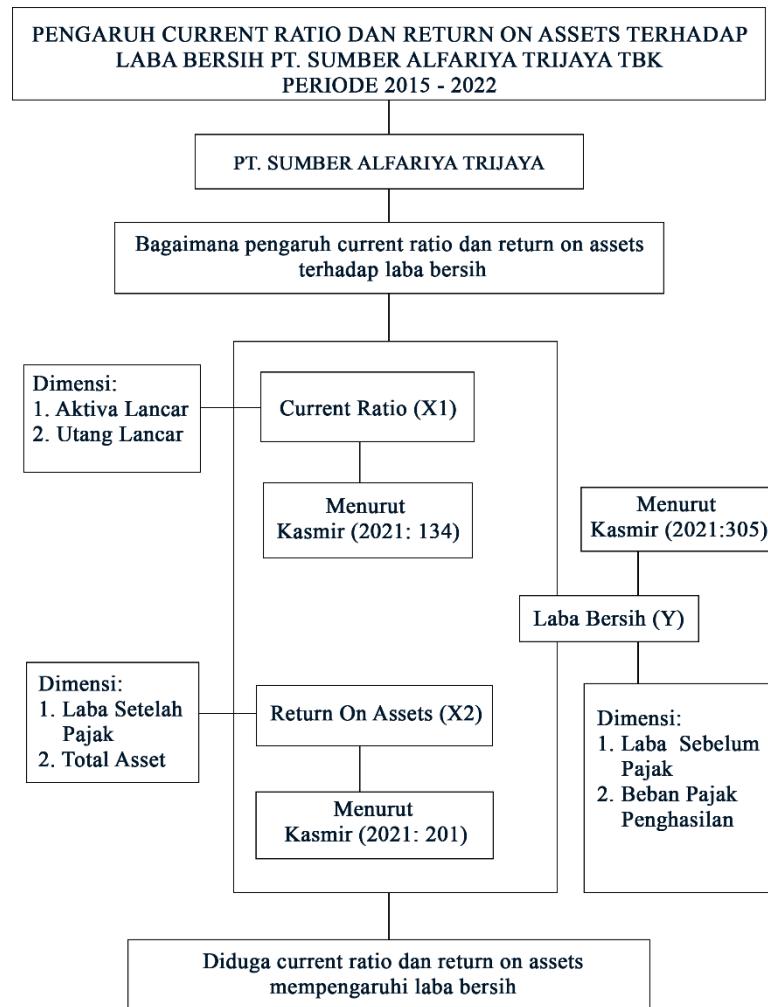 PENGARUH CURRENT RATIO DAN RETURN ON ASSETS TERHADAP
LABA BERSIH PT. SUMBER ALFARIYA TRIJAYA TBK
PERIODE 2015 - 2022
PT. SUMBER ALFARIYA TRIJAYA
Bagaimana pengaruh current ratio dan return on assets
terhadap laba bersih
Dimensi:
1. Aktiva Lancar
2. Utang Lancar
Current Ratio (X1)
Menurut
Kasmir (2021: 134)
Menurut
Kasmir (2021:305)
Laba Bersih (Y)
Dimensi:
1. Laba Setelah
Pajak
2. Total Asset
Return On Assets (X2)
Menurut
Kasmir (2021: 201)
Dimensi:
1. Laba Sebelum
Pajak
2. Beban Pajak
Penghasilan
Diduga current ratio dan return on assets
mempengaruhi laba bersih